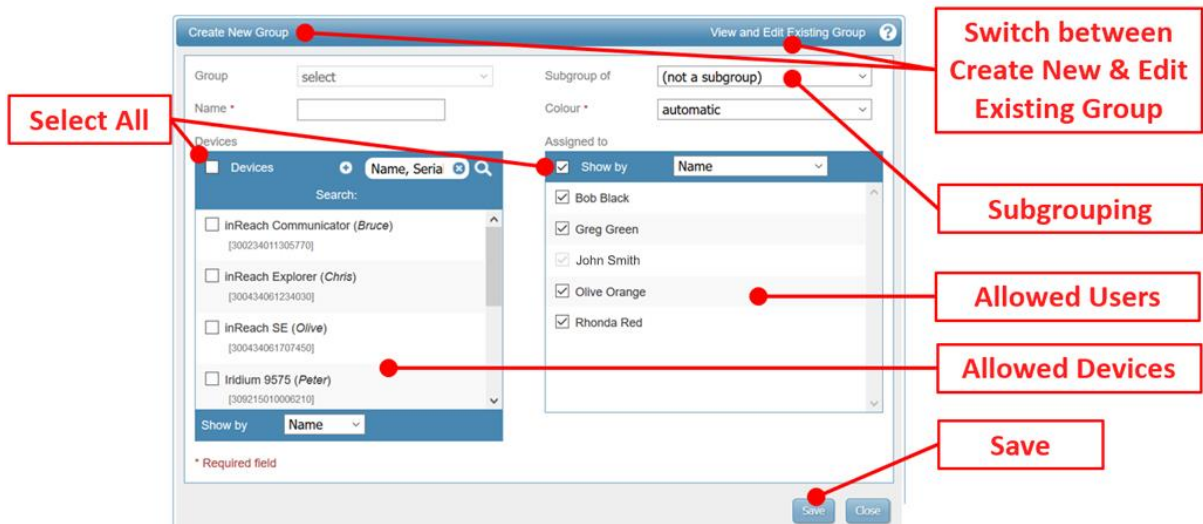 Create New Group
View and Edit Existing Group
?
Switch between
Create New & Edit
Existing Group
Group
select
Subgroup of
(not a subgroup)
Name *
Colour *
automatic
Select All
Devices
Assigned to
Devices
Name, Serial
Search:
Show by
Name
inReach Communicator (Bruce)
[300234011305770]
inReach Explorer (Chris)
[300434061234030]
inReach SE (Olive)
[300434061707450]
Iridium 9575 (Peter)
[309215010006210]
Show by
Name
Bob Black
Greg Green
John Smith
Olive Orange
Rhonda Red
Subgrouping
Allowed Users
Allowed Devices
Save
* Required field
Save
Close